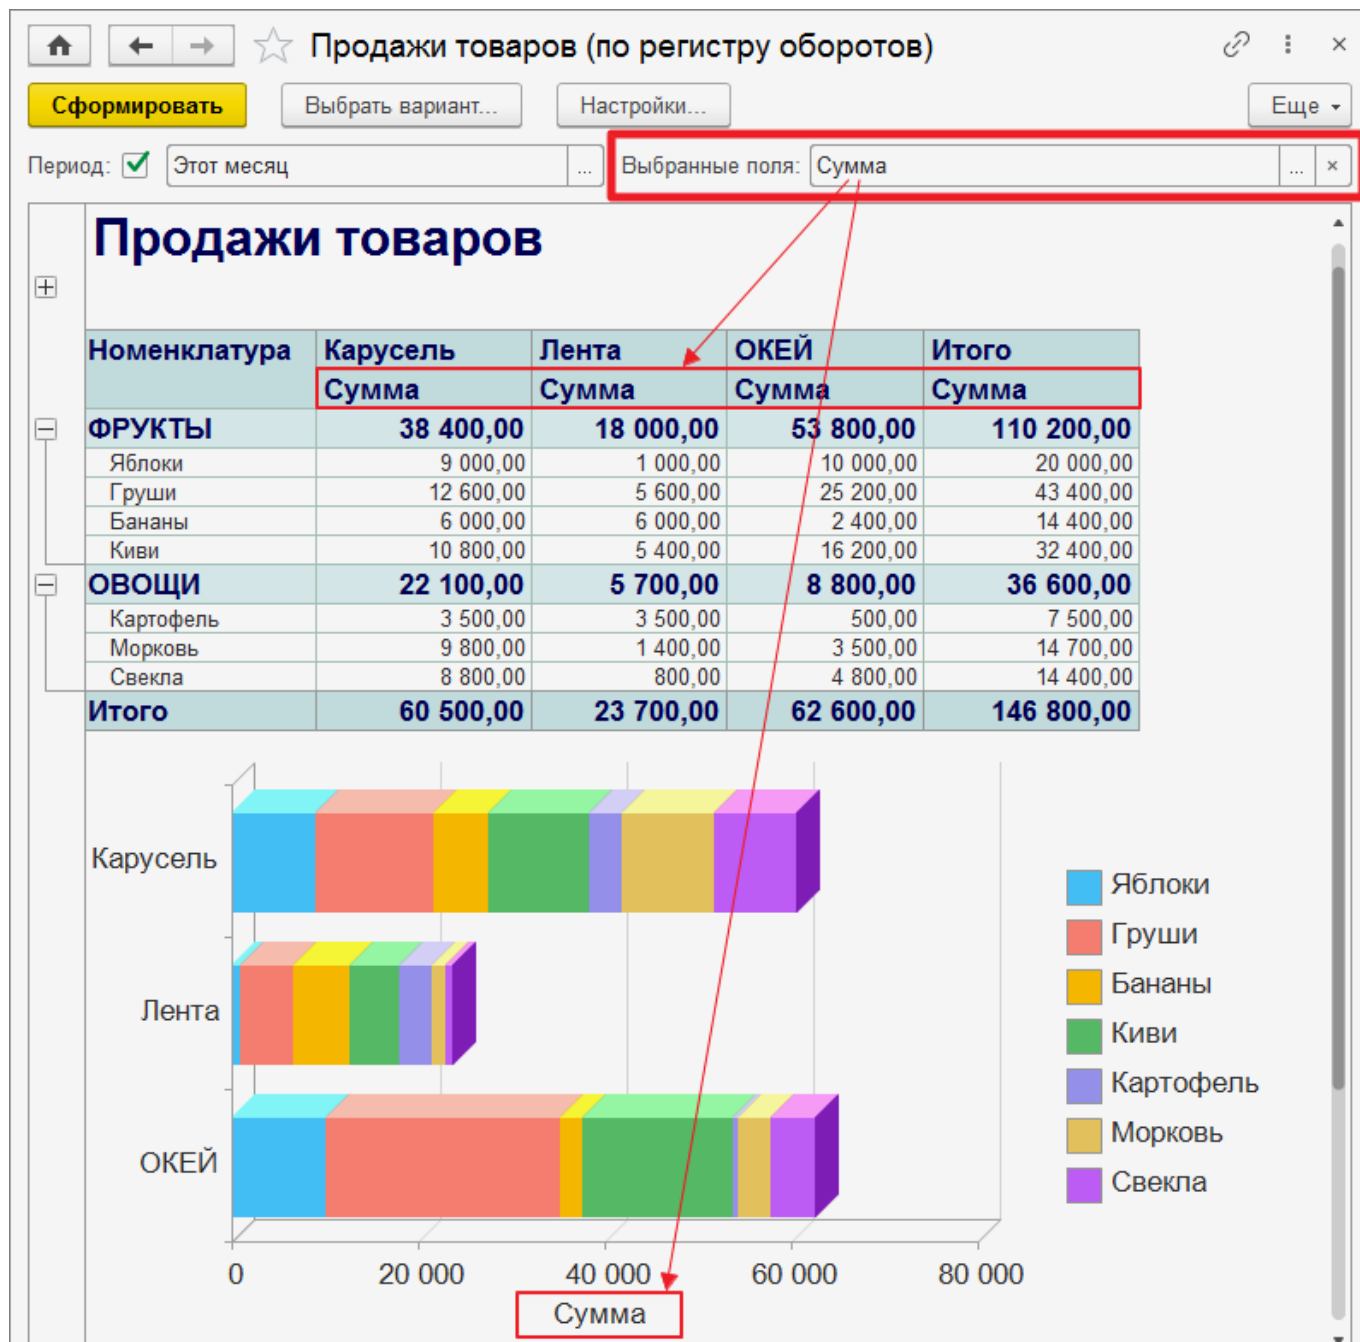 Продажи товаров (по регистру оборотов)
Сформировать Выбрать вариант... Настройки... Еще
Период: Этот месяц ... Выбранные поля: Сумма ... ×
Продажи товаров
Номенклатура Карусель Лента ОКЕЙ Итого
Сумма Сумма Сумма Сумма
ФРУКТЫ 38 400,00 18 000,00 53 800,00 110 200,00
Яблоки 9 000,00 1 000,00 10 000,00 20 000,00
Груши 12 600,00 5 600,00 25 200,00 43 400,00
Бананы 6 000,00 6 000,00 2 400,00 14 400,00
Киви 10 800,00 5 400,00 16 200,00 32 400,00
ОВОЩИ 22 100,00 5 700,00 8 800,00 36 600,00
Картофель 3 500,00 3 500,00 500,00 7 500,00
Морковь 9 800,00 1 400,00 3 500,00 14 700,00
Свекла 8 800,00 800,00 4 800,00 14 400,00
Итого 60 500,00 23 700,00 62 600,00 146 800,00
Карусель
Лента
ОКЕЙ
0 20 000 40 000 60 000 80 000
Сумма
Яблоки
Груши
Бананы
Киви
Картофель
Морковь
Свекла